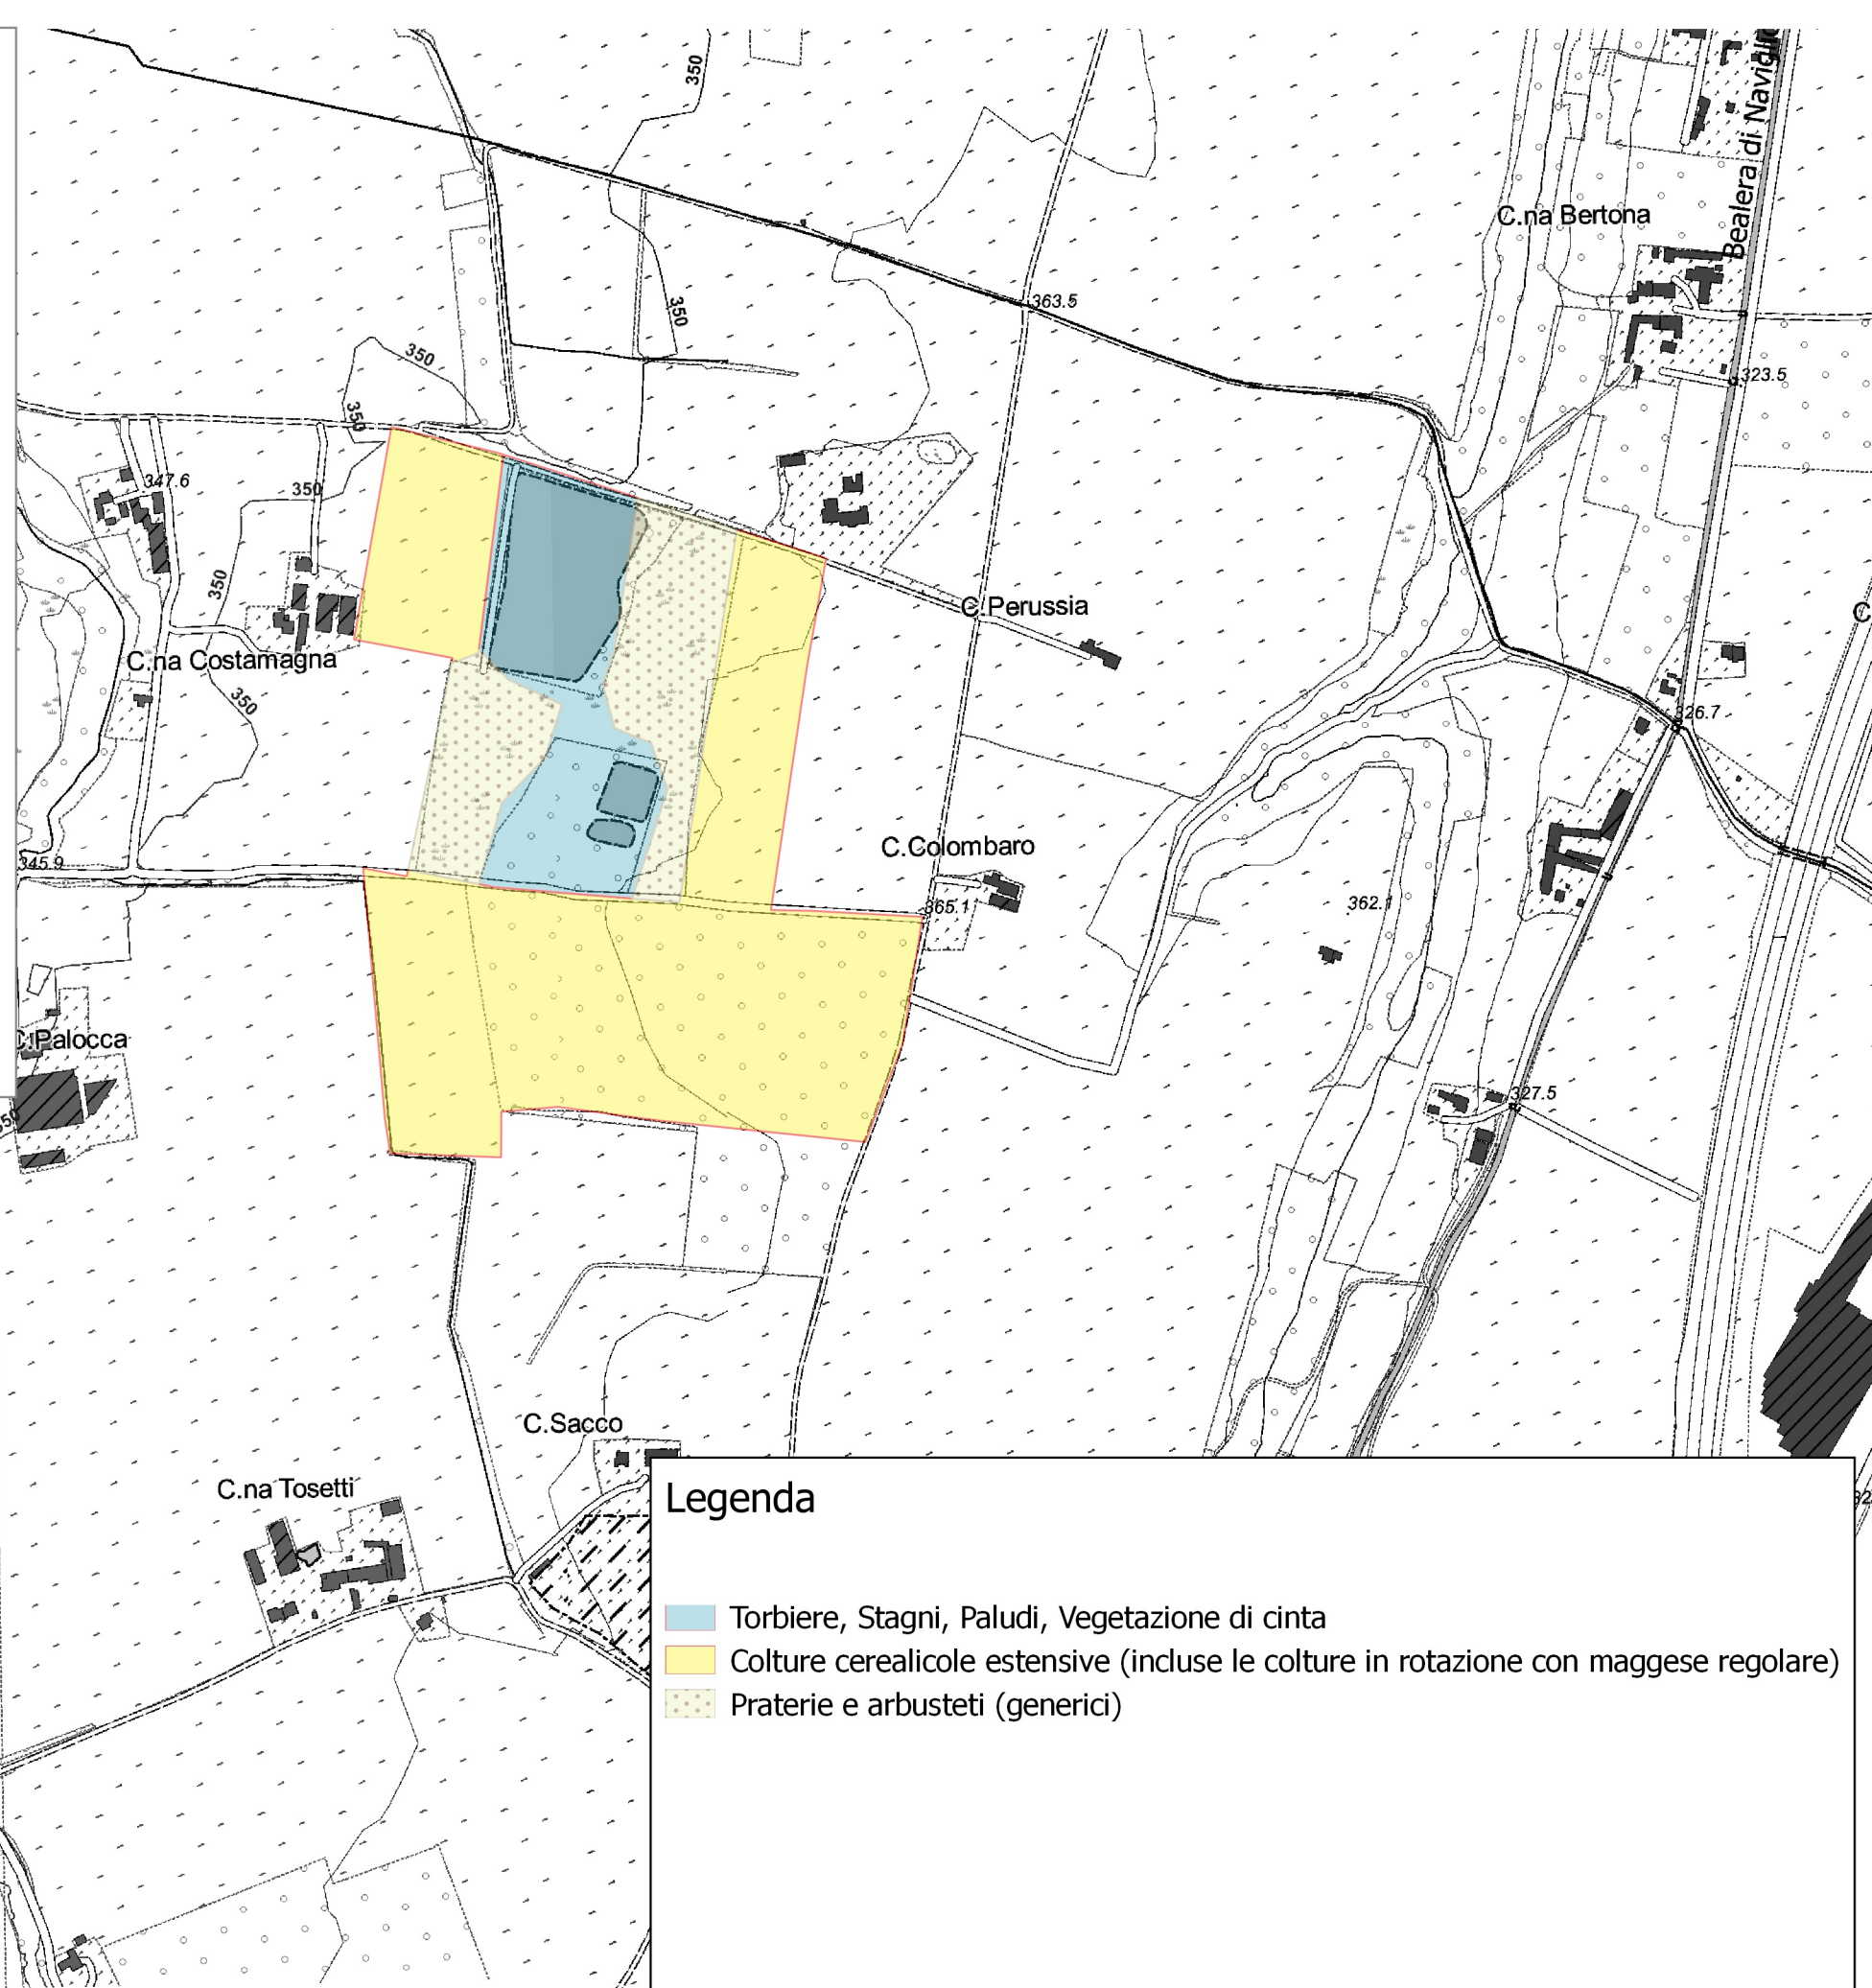 350
Bealera di Naviglio
C.na Bertona
363.5
350
350
323.5
350
347.6
350
350
C.Perussia
C.na Costamagna
350
326.7
C.Colombaro
345.9
365.1
362.1
C.Palocca
327.5
C.Sacco
C.na Tosetti
Legenda
Torbiere, Stagni, Paludi, Vegetazione di cinta
Colture cerealicole estensive (incluse le colture in rotazione con maggese regolare)
Praterie e arbusteti (generici)